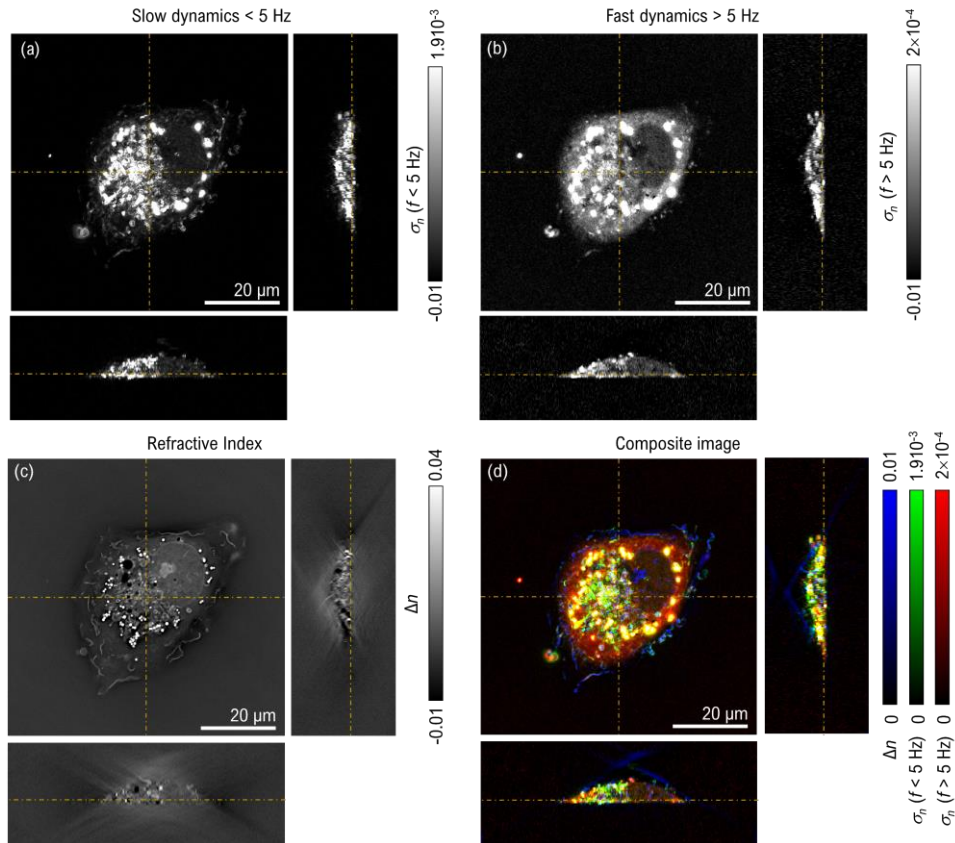 Slow dynamics < 5 Hz
Fast dynamics > 5 Hz
(a)
20 µm
1.910⁻³
σₙ (f < 5 Hz)
-0.01
(b)
20 µm
2×10⁻⁴
σₙ (f > 5 Hz)
-0.01
Refractive Index
Composite image
(c)
20 µm
0.04
Δn
-0.01
(d)
20 µm
0.01
1.910⁻³
2×10⁻⁴
0
0
0
Δn
σₙ (f < 5 Hz)
σₙ (f > 5 Hz)